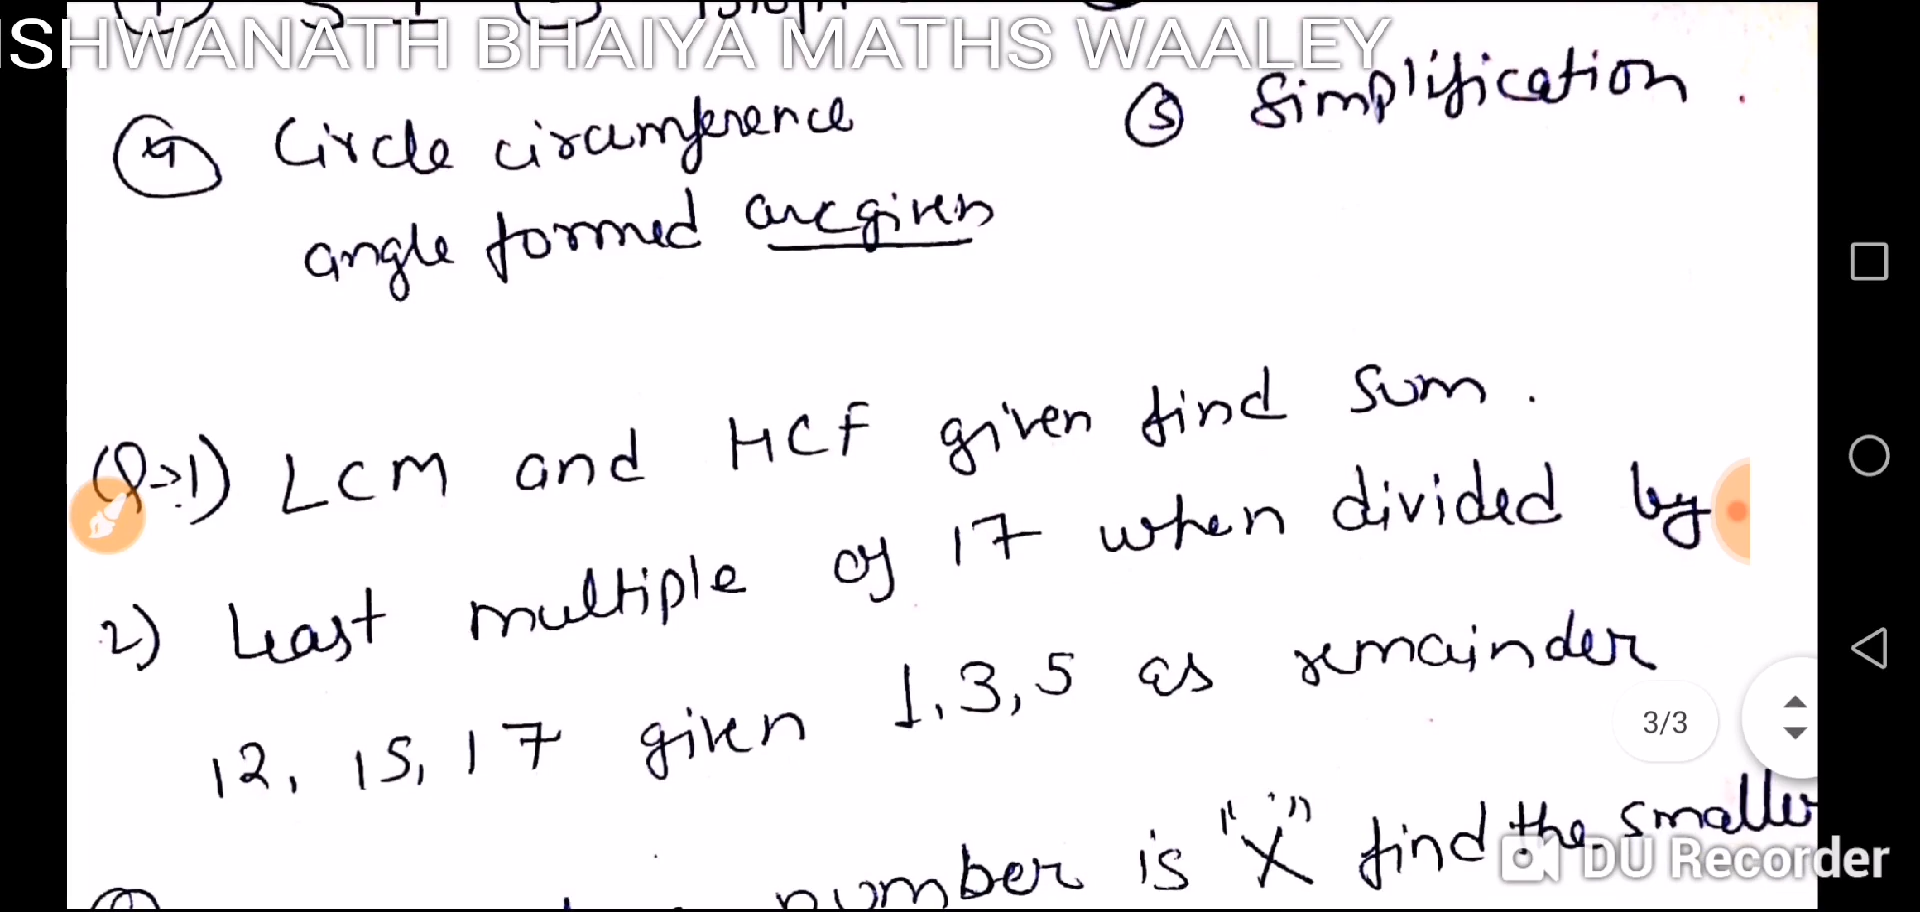 ISHWANATH BHAIYA MATHS WAALEY
④ Circle circumference
angle formed arc given
⑤ Simplification.
Q→1) LCM and HCF given find sum.
2) Least multiple of 17 when divided by
12, 15, 17 given 1, 3, 5 as remainder
3/3
number is "X" find the smaller
DU Recorder